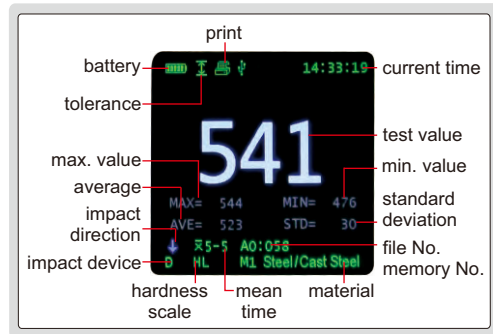 print
battery
14:33:19
current time
tolerance
541
test value
max. value
min. value
MAX= 544 MIN= 476
average
standard
deviation
AVE= 523 STD= 30
impact
direction
x̅5-5 A0:058
file No.
memory No.
impact device
D HL M1 Steel/Cast Steel
hardness
scale
mean
time
material